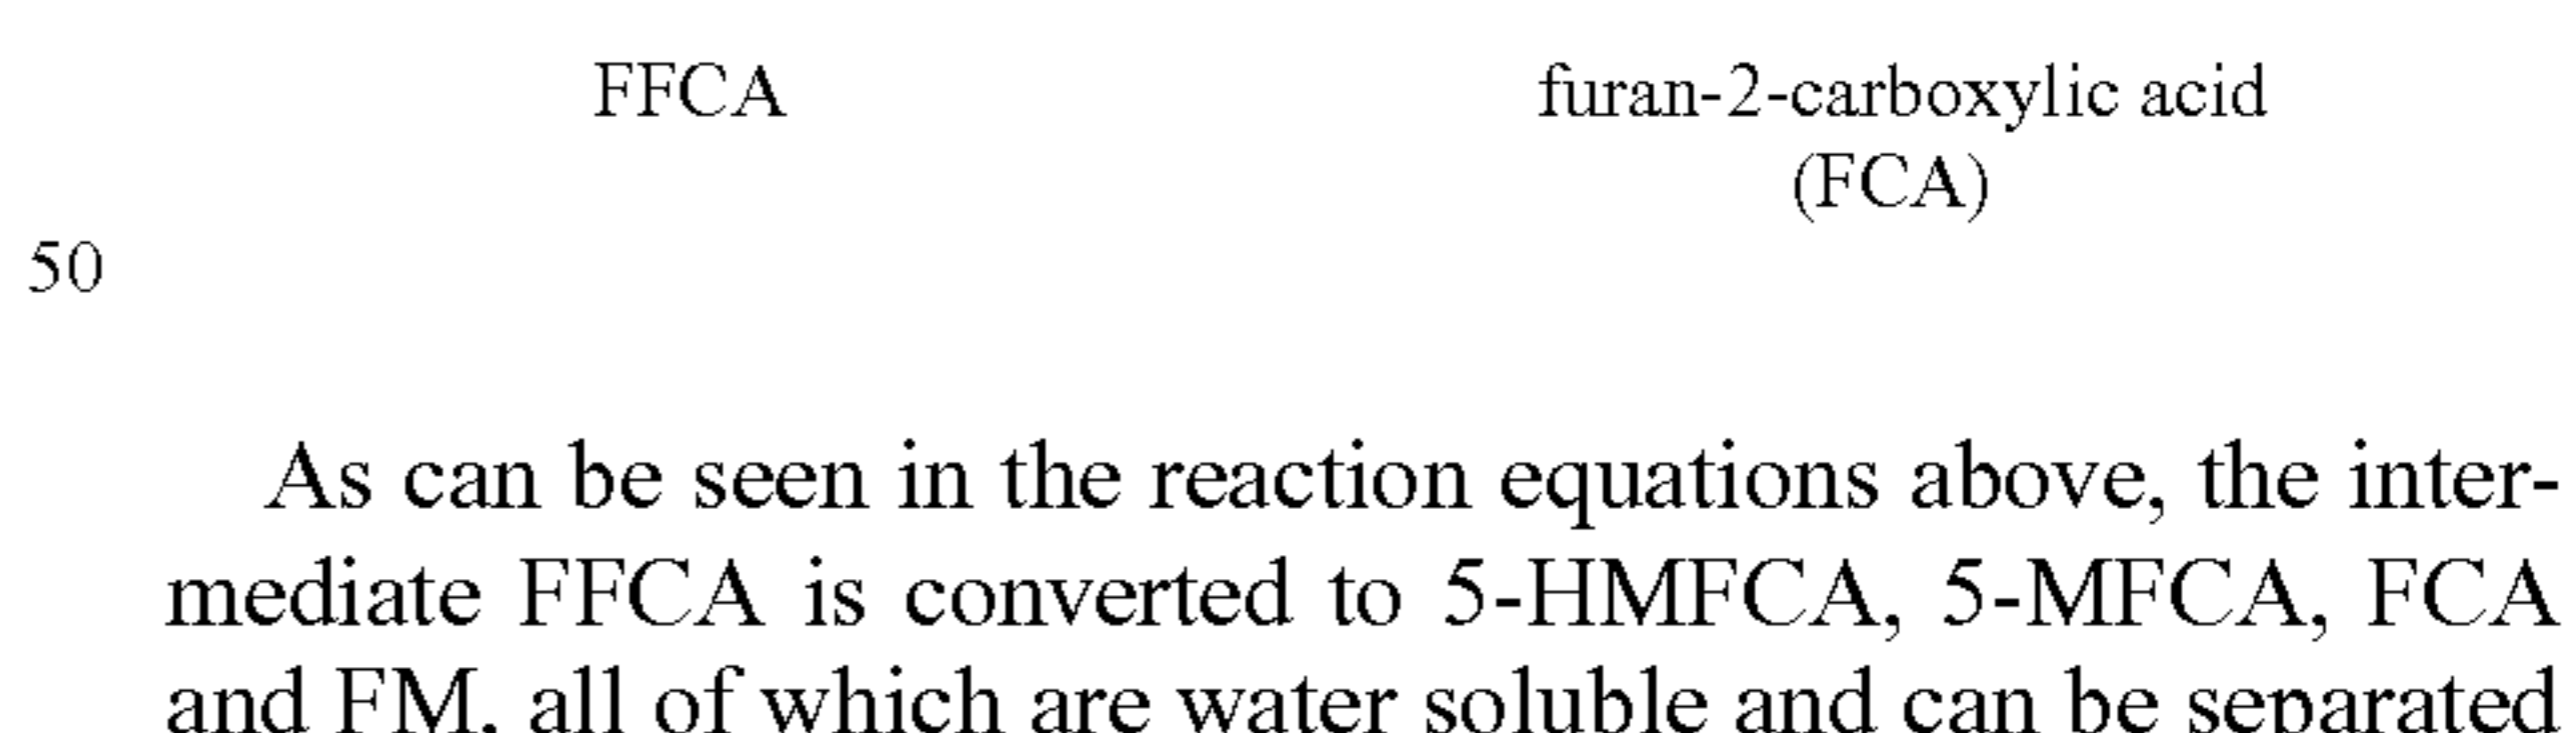 FFCA furan-2-carboxylic acid
(FCA)
50
As can be seen in the reaction equations above, the inter-
mediate FFCA is converted to 5-HMFCA, 5-MFCA, FCA
and FM, all of which are water soluble and can be separated